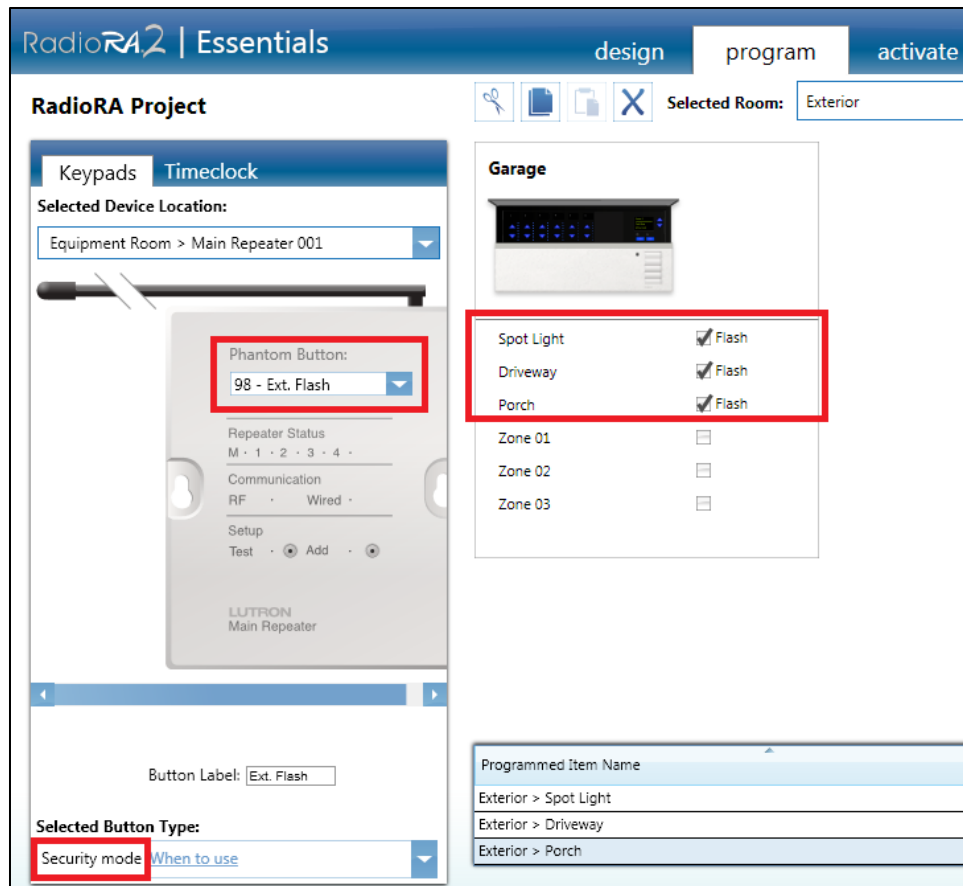 RadioRA 2 | Essentials
design program activate
RadioRA Project
Selected Room: Exterior
Keypads Timeclock
Selected Device Location:
Equipment Room > Main Repeater 001
Phantom Button:
98 - Ext. Flash
Repeater Status
M · 1 · 2 · 3 · 4 ·
Communication
RF · Wired ·
Setup
Test · Add ·
LUTRON
Main Repeater
Button Label: Ext. Flash
Selected Button Type:
Security mode When to use
Garage
Spot Light Flash
Driveway Flash
Porch Flash
Zone 01
Zone 02
Zone 03
Programmed Item Name
Exterior > Spot Light
Exterior > Driveway
Exterior > Porch